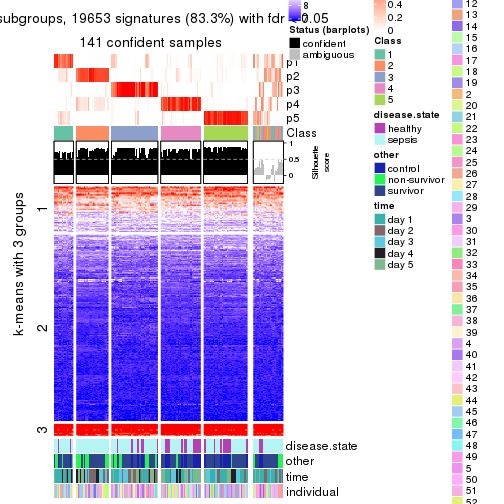 subgroups, 19653 signatures (83.3%) with fdr < 0.05
141 confident samples
p1
p2
p3
p4
p5
Class
1
0.5
0
Silhouette
score
k-means with 3 groups
1
2
3
disease.state
other
time
individual
8
0.4
0.2
0
Status (barplots)
confident
ambiguous
Class
1
2
3
4
5
disease.state
healthy
sepsis
other
control
non-survivor
survivor
time
day 1
day 2
day 3
day 4
day 5
12
13
14
15
16
17
18
19
2
20
21
22
23
24
25
26
27
28
29
3
30
31
32
33
34
35
36
37
38
39
4
40
41
42
43
44
45
46
47
48
49
5
50
51
52